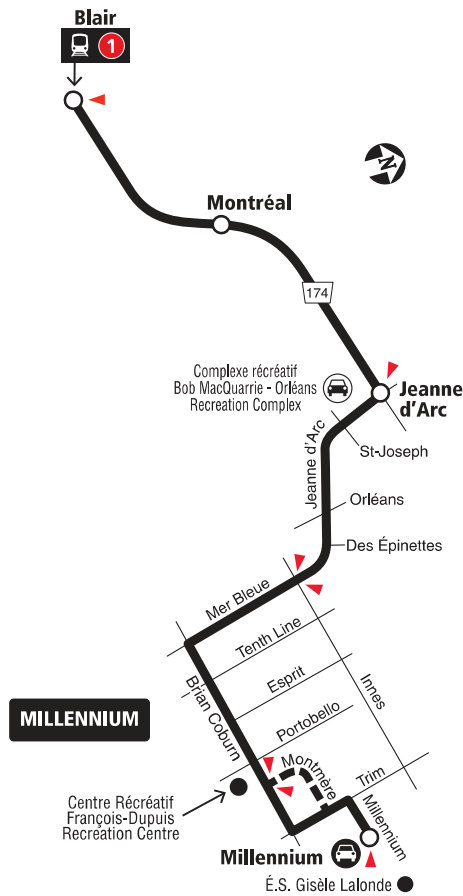 Blair
1
N
Montréal
174
Complexe récréatif
Bob MacQuarrie - Orléans
Recreation Complex
Jeanne
d'Arc
Jeanne d'Arc
St-Joseph
Orléans
Des Épinettes
Mer Bleue
Tenth Line
Esprit
Innes
Brian Coburn
Portobello
MILLENNIUM
Montmère
Trim
Millennium
Centre Récréatif
François-Dupuis
Recreation Centre
Millennium
É.S. Gisèle Lalonde